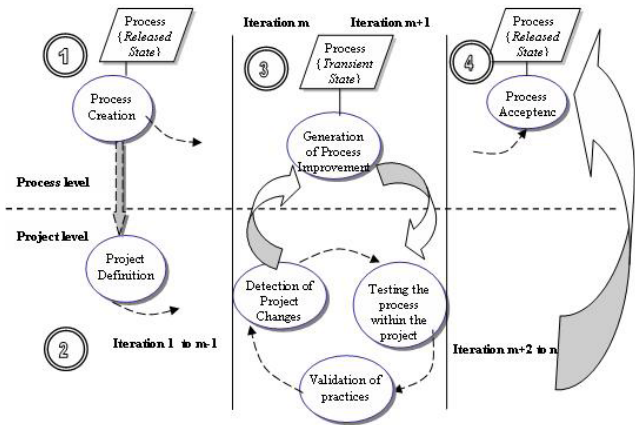 1
Process
{Released
State}
Process
Creation
Process level
Project level
Project
Definition
2
Iteration 1 to m-1
Iteration m
Iteration m+1
3
Process
{Transient
State}
Generation
of Process
Improvement
Detection of
Project
Changes
Testing the
process
within the
project
Validation of
practices
4
Process
{Released
State}
Process
Acceptenc
Iteration m+2 to n